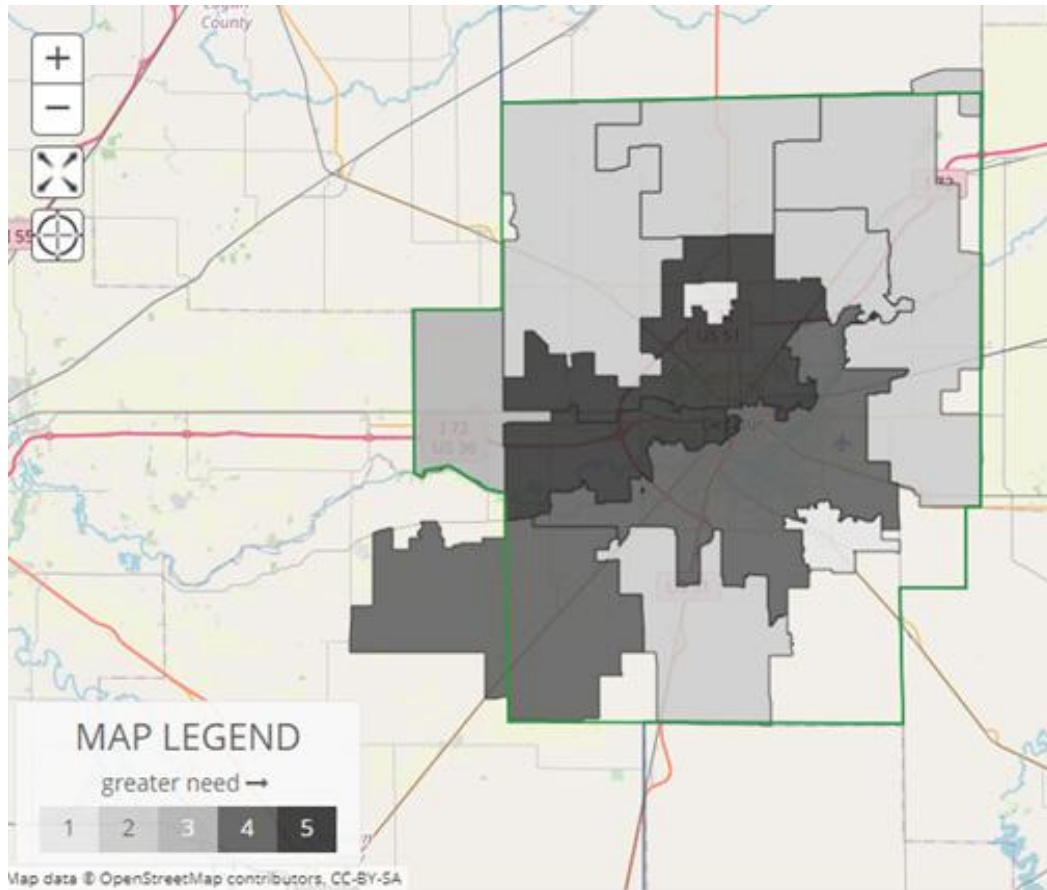 Logan
County
+
−
55
I 72
US 36
US 51
MAP LEGEND
greater need →
1 2 3 4 5
Map data © OpenStreetMap contributors, CC-BY-SA